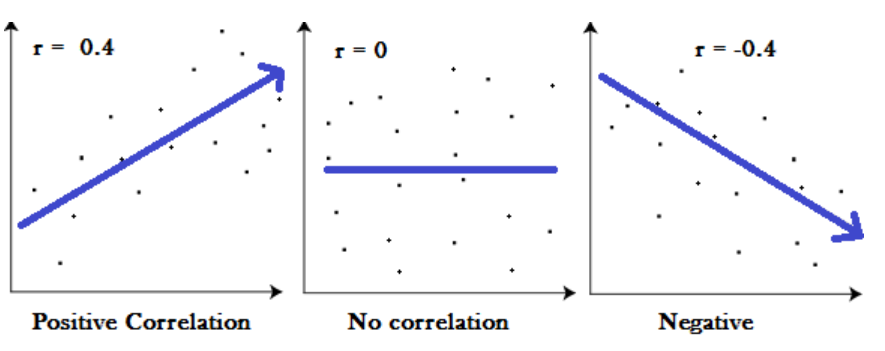 r = 0.4
r = 0
r = -0.4
Positive Correlation
No correlation
Negative